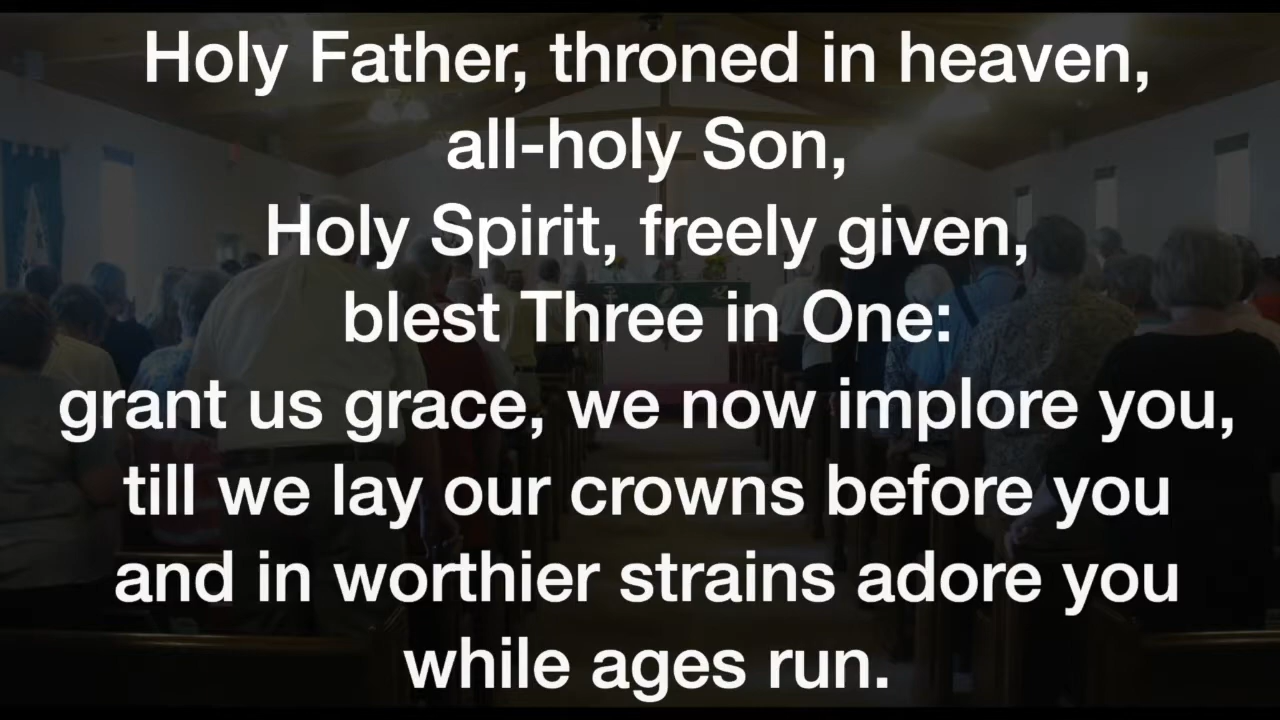 Holy Father, throned in heaven,
all-holy Son,
Holy Spirit, freely given,
blest Three in One:
grant us grace, we now implore you,
till we lay our crowns before you
and in worthier strains adore you
while ages run.